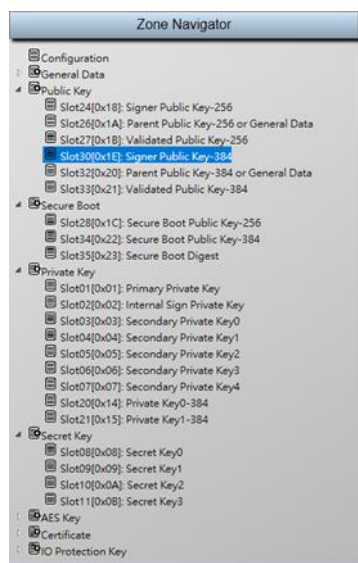 Zone Navigator
Configuration
General Data
Public Key
Slot24[0x18]: Signer Public Key-256
Slot26[0x1A]: Parent Public Key-256 or General Data
Slot27[0x1B]: Validated Public Key-256
Slot30[0x1E]: Signer Public Key-384
Slot32[0x20]: Parent Public Key-384 or General Data
Slot33[0x21]: Validated Public Key-384
Secure Boot
Slot28[0x1C]: Secure Boot Public Key-256
Slot34[0x22]: Secure Boot Public Key-384
Slot35[0x23]: Secure Boot Digest
Private Key
Slot01[0x01]: Primary Private Key
Slot02[0x02]: Internal Sign Private Key
Slot03[0x03]: Secondary Private Key0
Slot04[0x04]: Secondary Private Key1
Slot05[0x05]: Secondary Private Key2
Slot06[0x06]: Secondary Private Key3
Slot07[0x07]: Secondary Private Key4
Slot20[0x14]: Private Key0-384
Slot21[0x15]: Private Key1-384
Secret Key
Slot08[0x08]: Secret Key0
Slot09[0x09]: Secret Key1
Slot10[0x0A]: Secret Key2
Slot11[0x0B]: Secret Key3
AES Key
Certificate
IO Protection Key